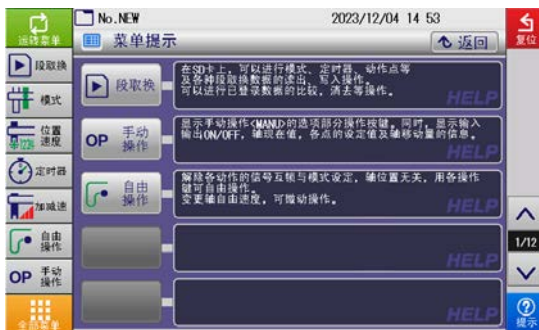 No.NEW 2023/12/04 14 53
运转菜单
菜单提示
返回
复位
段取换
模式
位置
速度
定时器
加减速
自由
操作
OP 手动
操作
全部菜单
段取换
在SD卡上，可以进行模式、定时器、动作点等
及各种段取换数据的读出、写入操作。
可以进行已登录数据的比较，消去等操作。
HELP
OP 手动
操作
显示手动操作<MANU>的选项部分操作按键。同时，显示输入
输出ON/OFF，轴现在值，各点的设定值及轴移动量的信息。
HELP
自由
操作
解除各动作的信号互锁与模式设定，轴位置无关，用各操作
键可自由操作。
变更轴自由速度，可微动操作。
HELP
HELP
HELP
1/12
提示